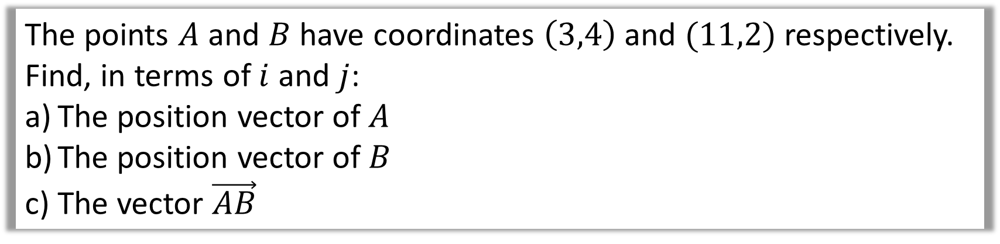 The points A and B have coordinates (3,4) and (11,2) respectively.
Find, in terms of i and j:
a) The position vector of A
b) The position vector of B
c) The vector \overrightarrow{AB}